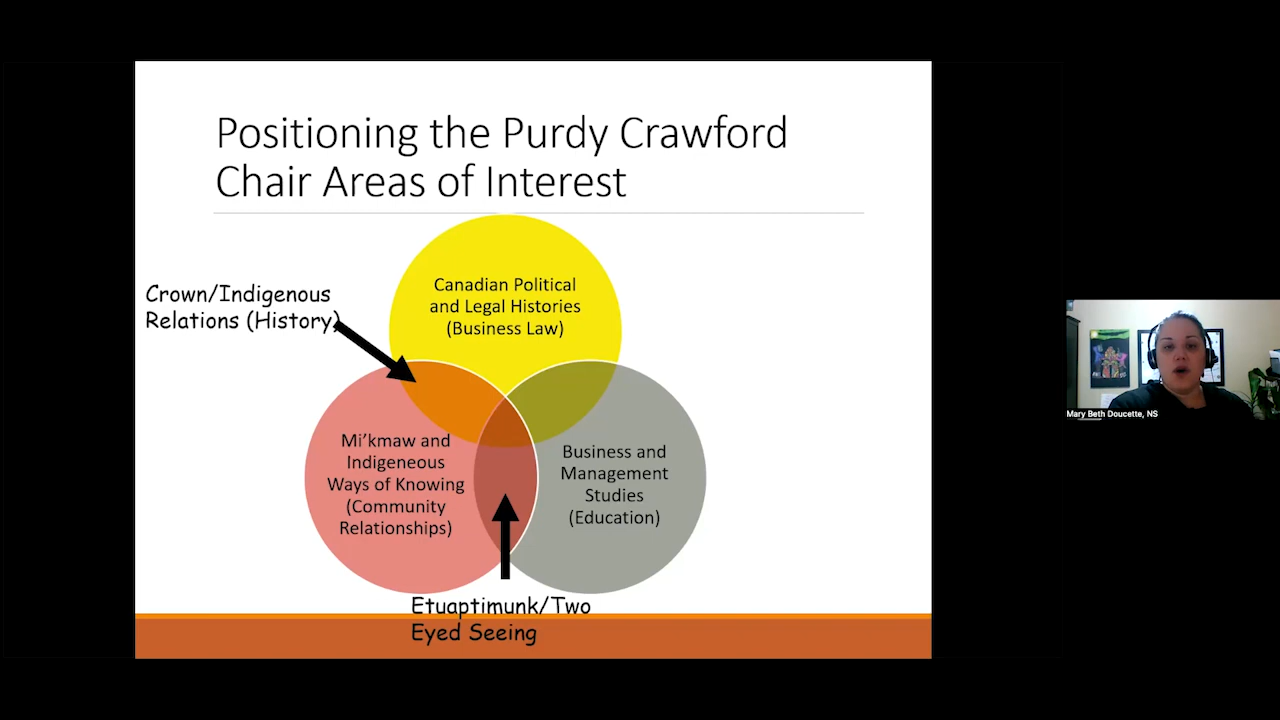 Positioning the Purdy Crawford
Chair Areas of Interest
Crown/Indigenous
Relations (History)
Canadian Political
and Legal Histories
(Business Law)
Mi'kmaw and
Indigeneous
Ways of Knowing
(Community
Relationships)
Business and
Management
Studies
(Education)
Etuaptimunk/Two
Eyed Seeing
Mary Beth Doucette, NS